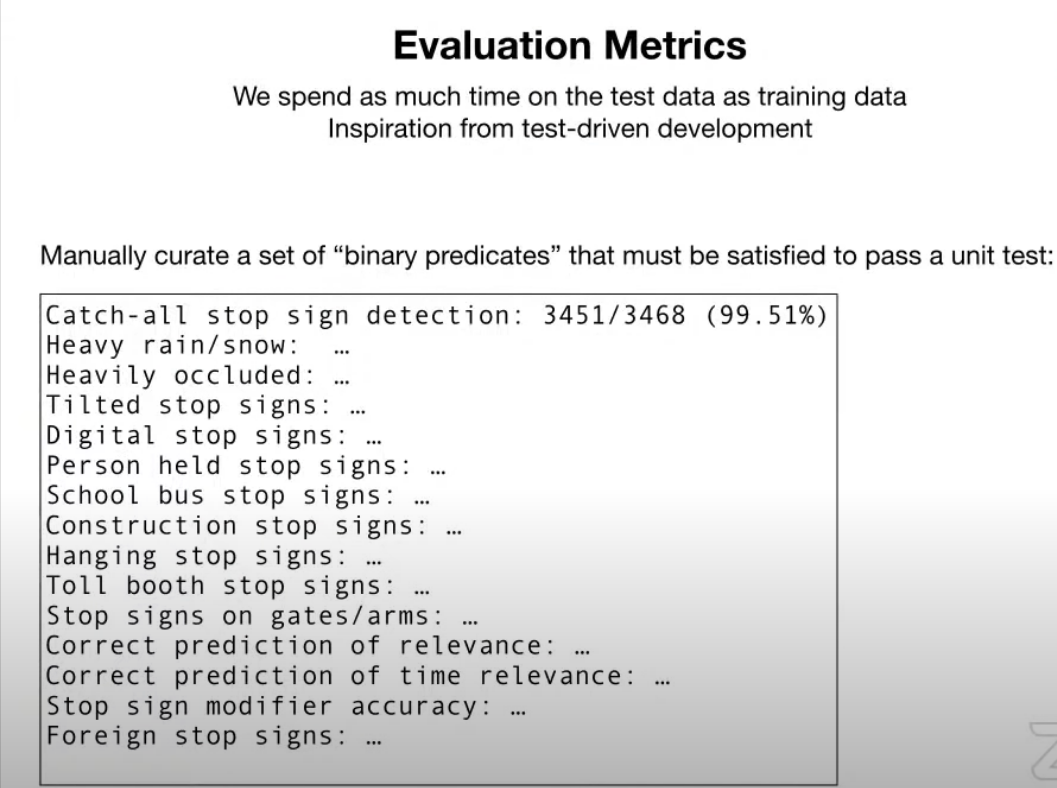 Evaluation Metrics
We spend as much time on the test data as training data
Inspiration from test-driven development
Manually curate a set of “binary predicates” that must be satisfied to pass a unit test:
Catch-all stop sign detection: 3451/3468 (99.51%)
Heavy rain/snow: …
Heavily occluded: …
Tilted stop signs: …
Digital stop signs: …
Person held stop signs: …
School bus stop signs: …
Construction stop signs: …
Hanging stop signs: …
Toll booth stop signs: …
Stop signs on gates/arms: …
Correct prediction of relevance: …
Correct prediction of time relevance: …
Stop sign modifier accuracy: …
Foreign stop signs: …